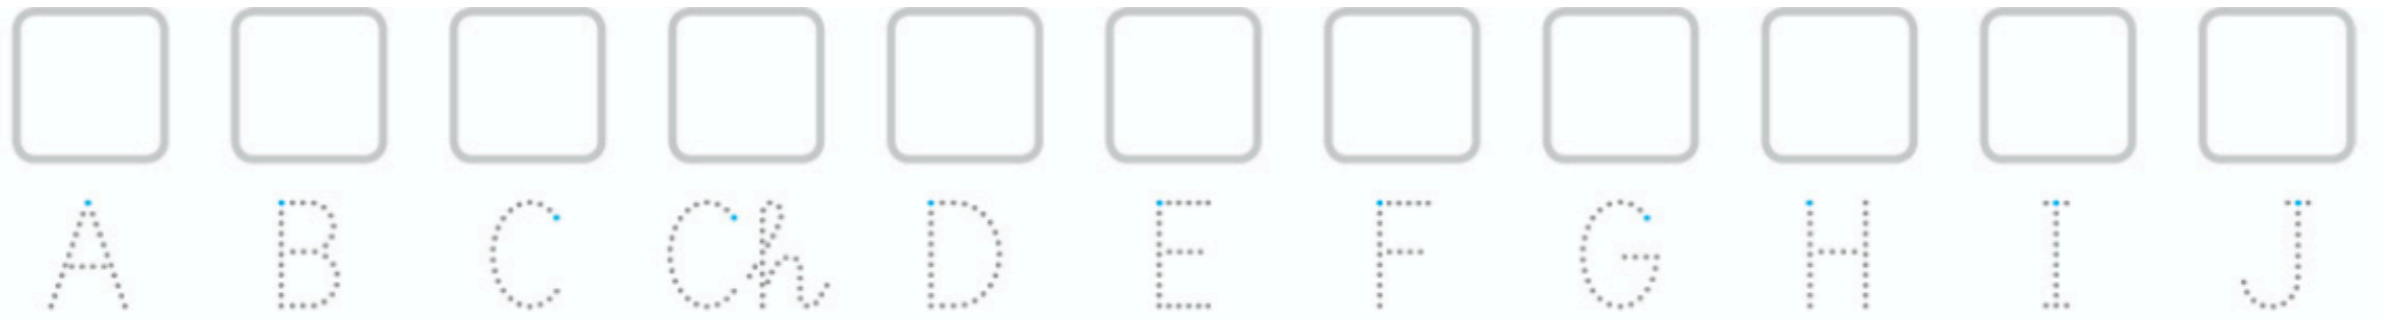 A B C Ch D E F G H I J